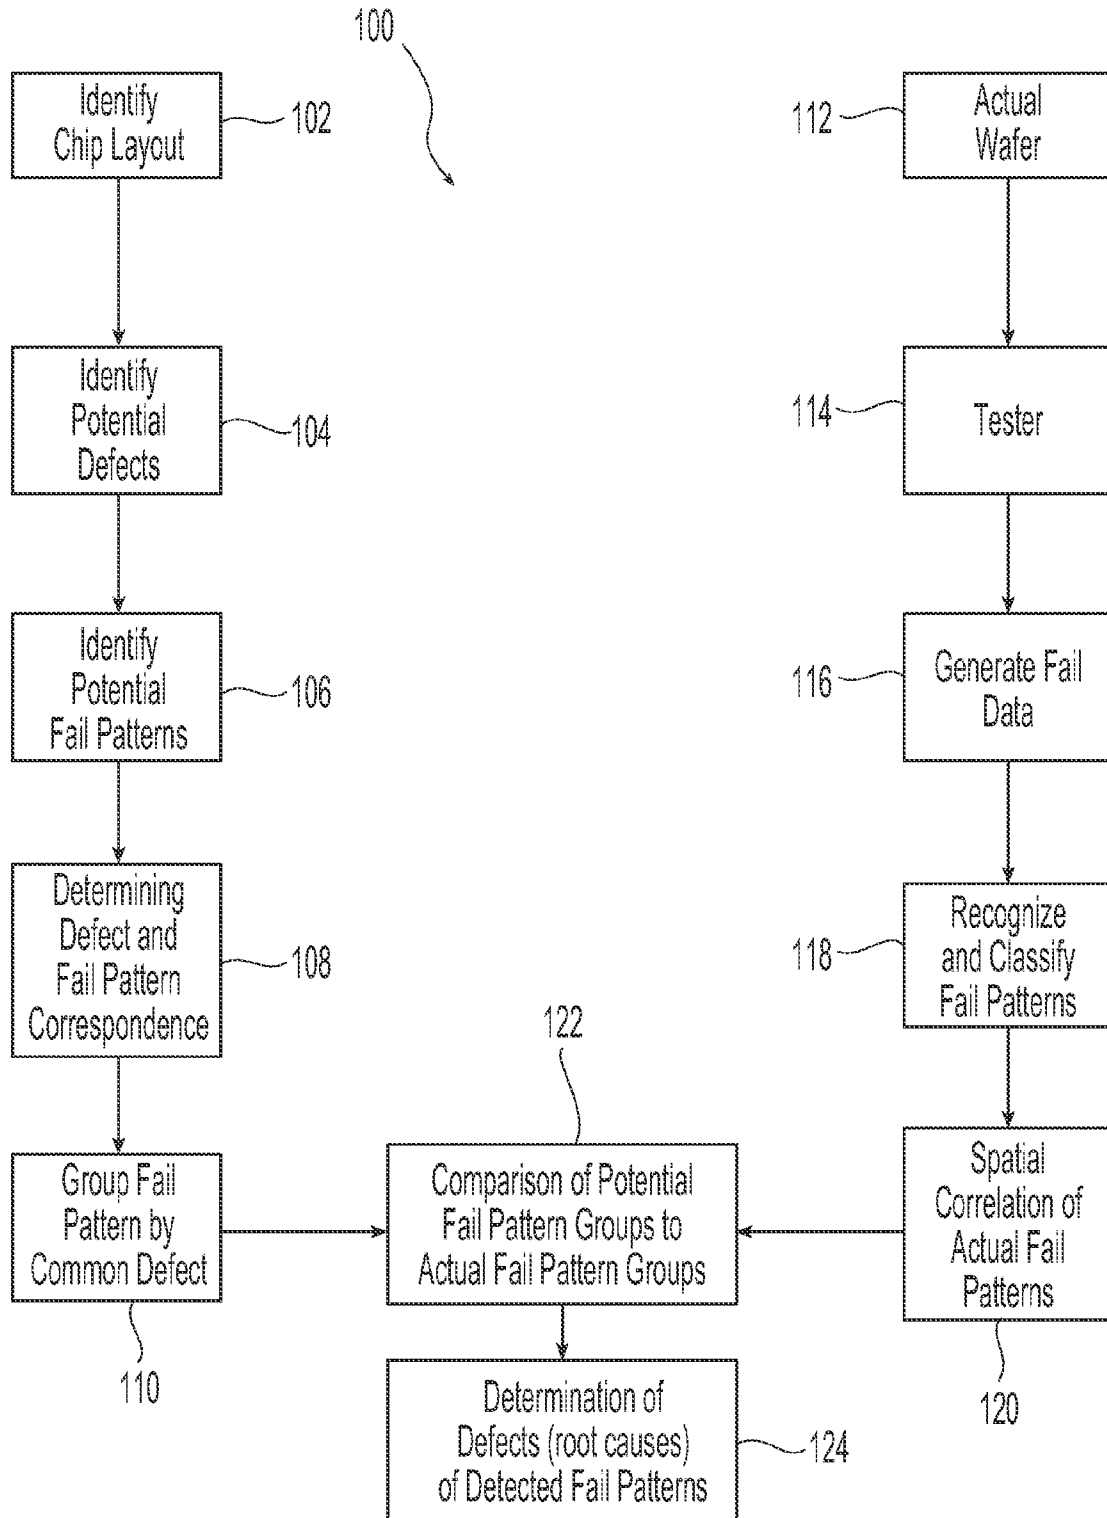 100
Identify
Chip Layout
102
112
Actual
Wafer
Identify
Potential
Defects
104
114
Tester
Identify
Potential
Fail Patterns
106
116
Generate Fail
Data
Determining
Defect and
Fail Pattern
Correspondence
108
118
Recognize
and Classify
Fail Patterns
122
Group Fail
Pattern by
Common Defect
110
Comparison of Potential
Fail Pattern Groups to
Actual Fail Pattern Groups
Spatial
Correlation of
Actual Fail
Patterns
120
Determination of
Defects (root causes)
of Detected Fail Patterns
124